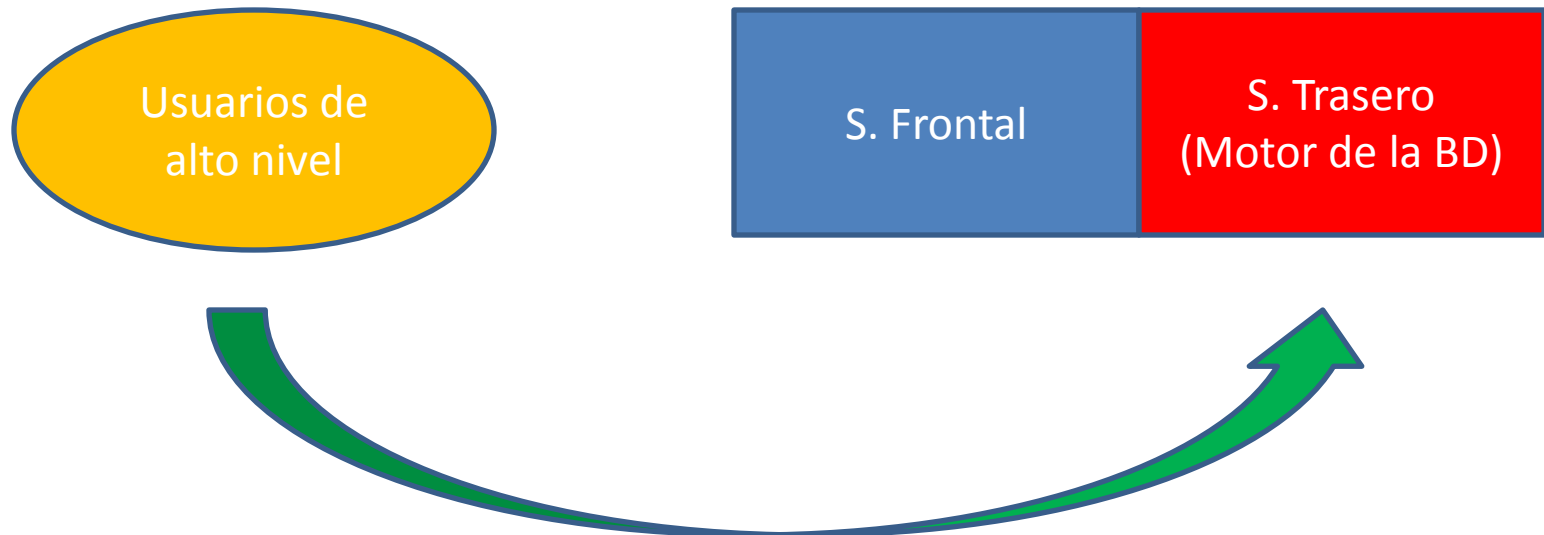 Usuarios de
alto nivel
S. Frontal
S. Trasero
(Motor de la BD)